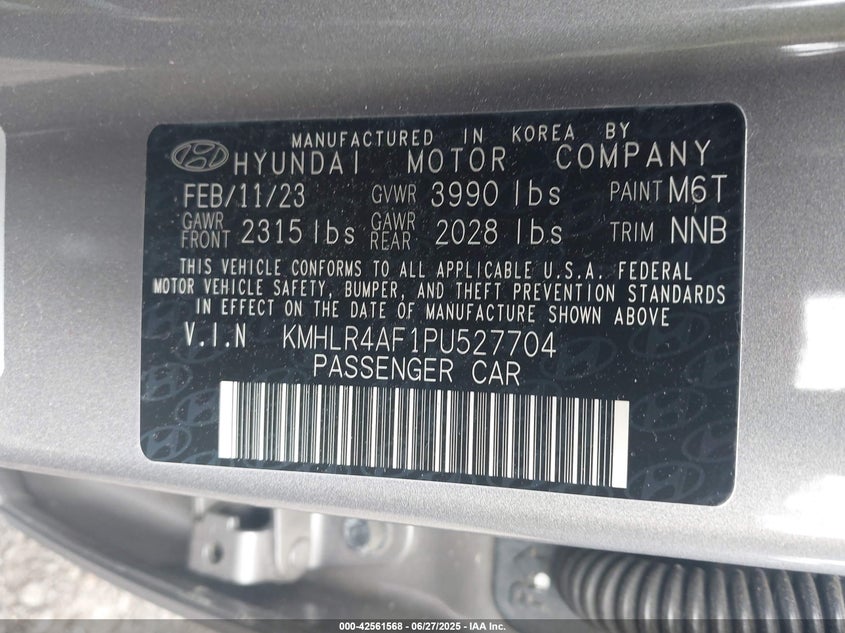 MANUFACTURED IN KOREA BY
HYUNDAI MOTOR COMPANY
FEB/11/23 GVWR 3990 lbs PAINT M6T
GAWR FRONT 2315 lbs GAWR REAR 2028 lbs TRIM NNB
THIS VEHICLE CONFORMS TO ALL APPLICABLE U.S.A. FEDERAL
MOTOR VEHICLE SAFETY, BUMPER, AND THEFT PREVENTION STANDARDS
IN EFFECT ON THE DATE OF MANUFACTURE SHOWN ABOVE
V.I.N KMHLR4AF1PU527704
PASSENGER CAR
000-42561568 06/27/2025 IAA Inc.